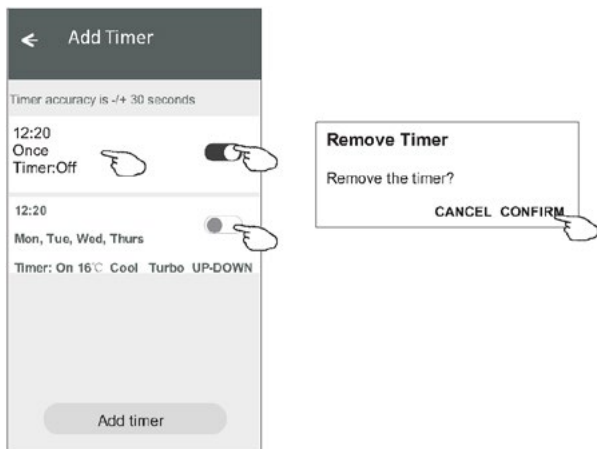 Add Timer
Timer accuracy is -/+ 30 seconds
12:20
Once
Timer:Off
12:20
Mon, Tue, Wed, Thurs
Timer: On 16℃ Cool Turbo UP-DOWN
Add timer
Remove Timer
Remove the timer?
CANCEL CONFIRM